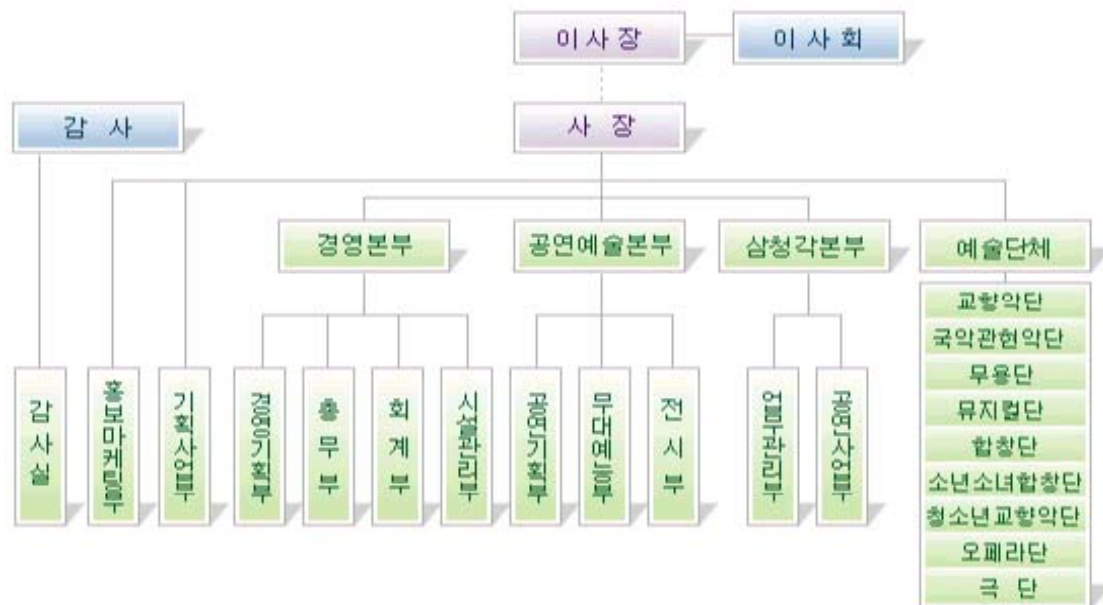 이사장
이사회
감 사
사 장
경영본부
공연예술본부
삼청각본부
예술단체
교향악단
국악관현악단
무용단
뮤지컬단
합창단
소년소녀합창단
청소년교향악단
오페라단
극 단
감사실
홍보마케팅부
기획사업부
경영기획부
총무부
회계부
시설관리부
공연기획부
무대예능부
전시부
업무관리부
공연사업부